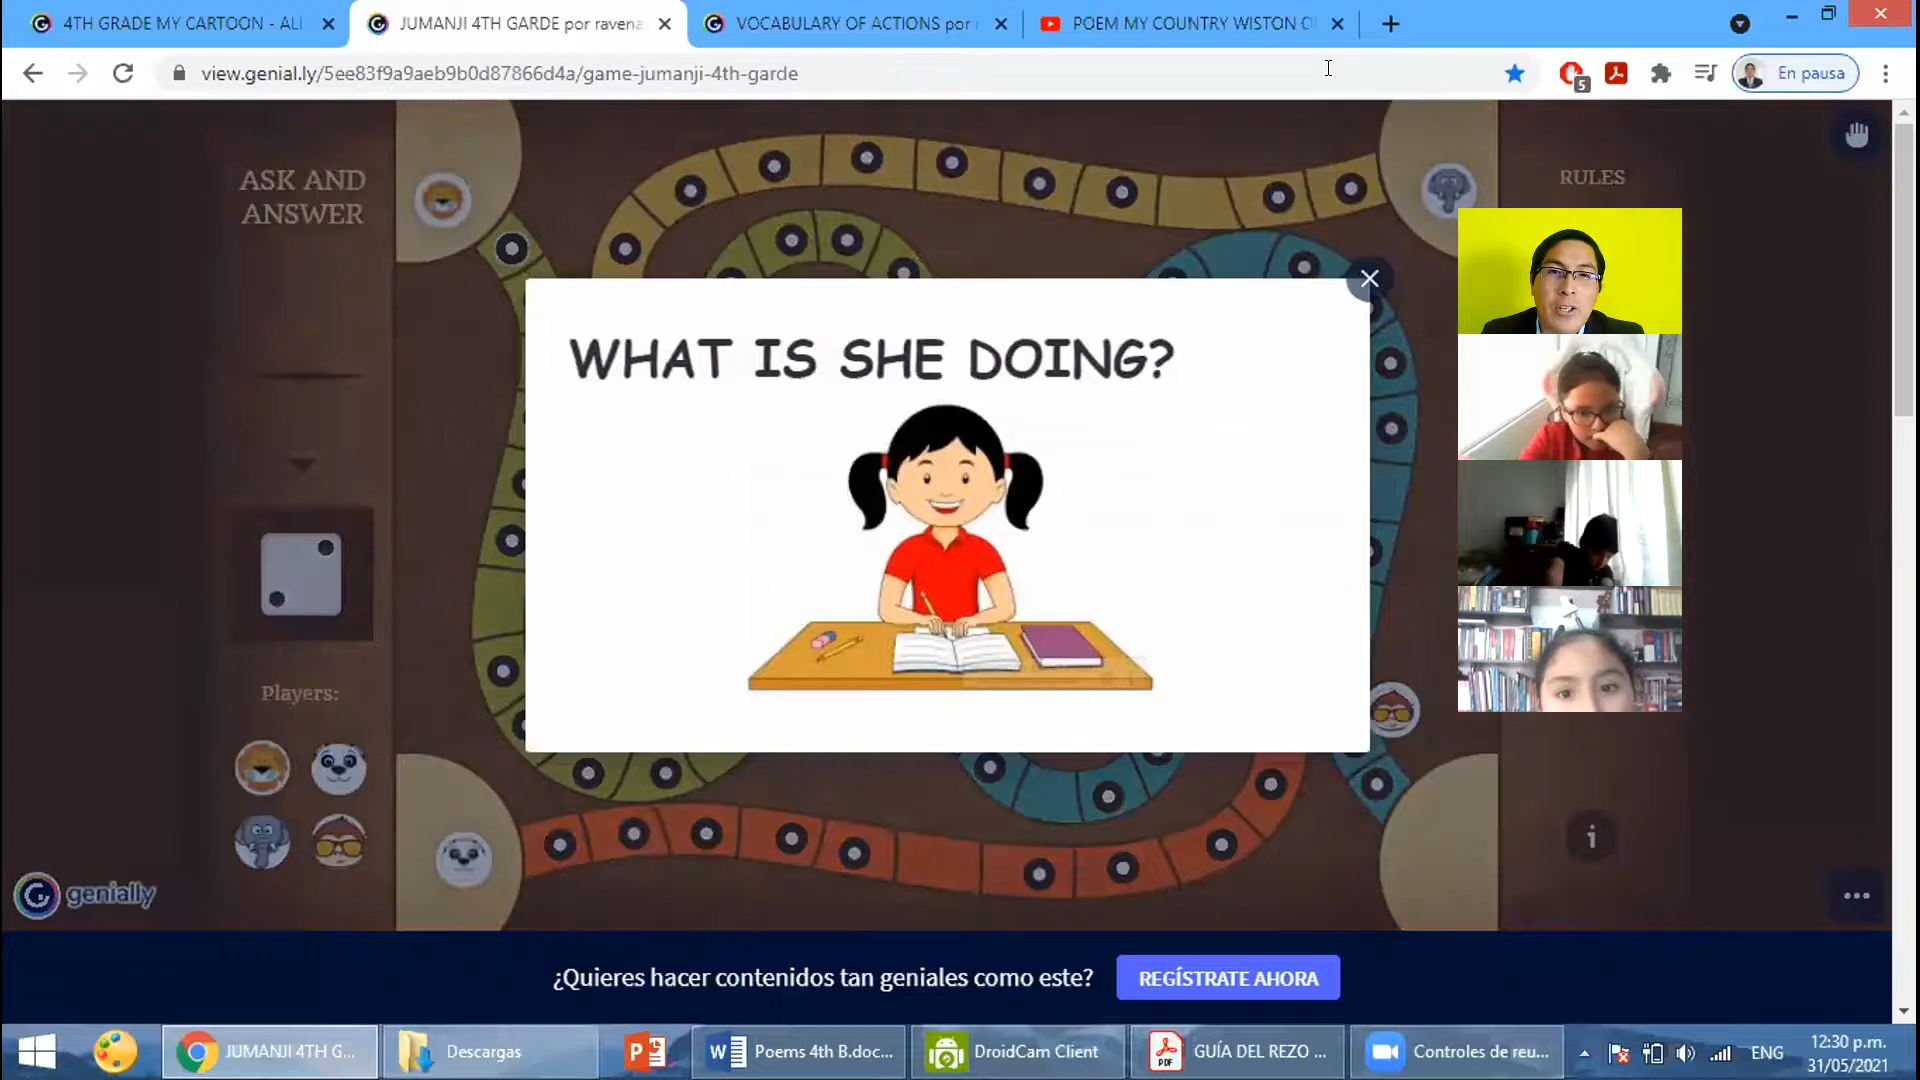 4TH GRADE MY CARTOON - ALI
JUMANJI 4TH GARDE por ravena
VOCABULARY OF ACTIONS por
POEM MY COUNTRY WISTON
view.genial.ly/5ee83f9a9aeb9b0d87866d4a/game-jumanji-4th-garde
5
En pausa
ASK AND
ANSWER
RULES
WHAT IS SHE DOING?
Players:
i
genially
¿Quieres hacer contenidos tan geniales como este?
REGÍSTRATE AHORA
JUMANJI 4TH G...
Descargas
Poems 4th B.doc...
DroidCam Client
GUÍA DEL REZO ...
Controles de reu...
ENG
12:30 p.m.
31/05/2021